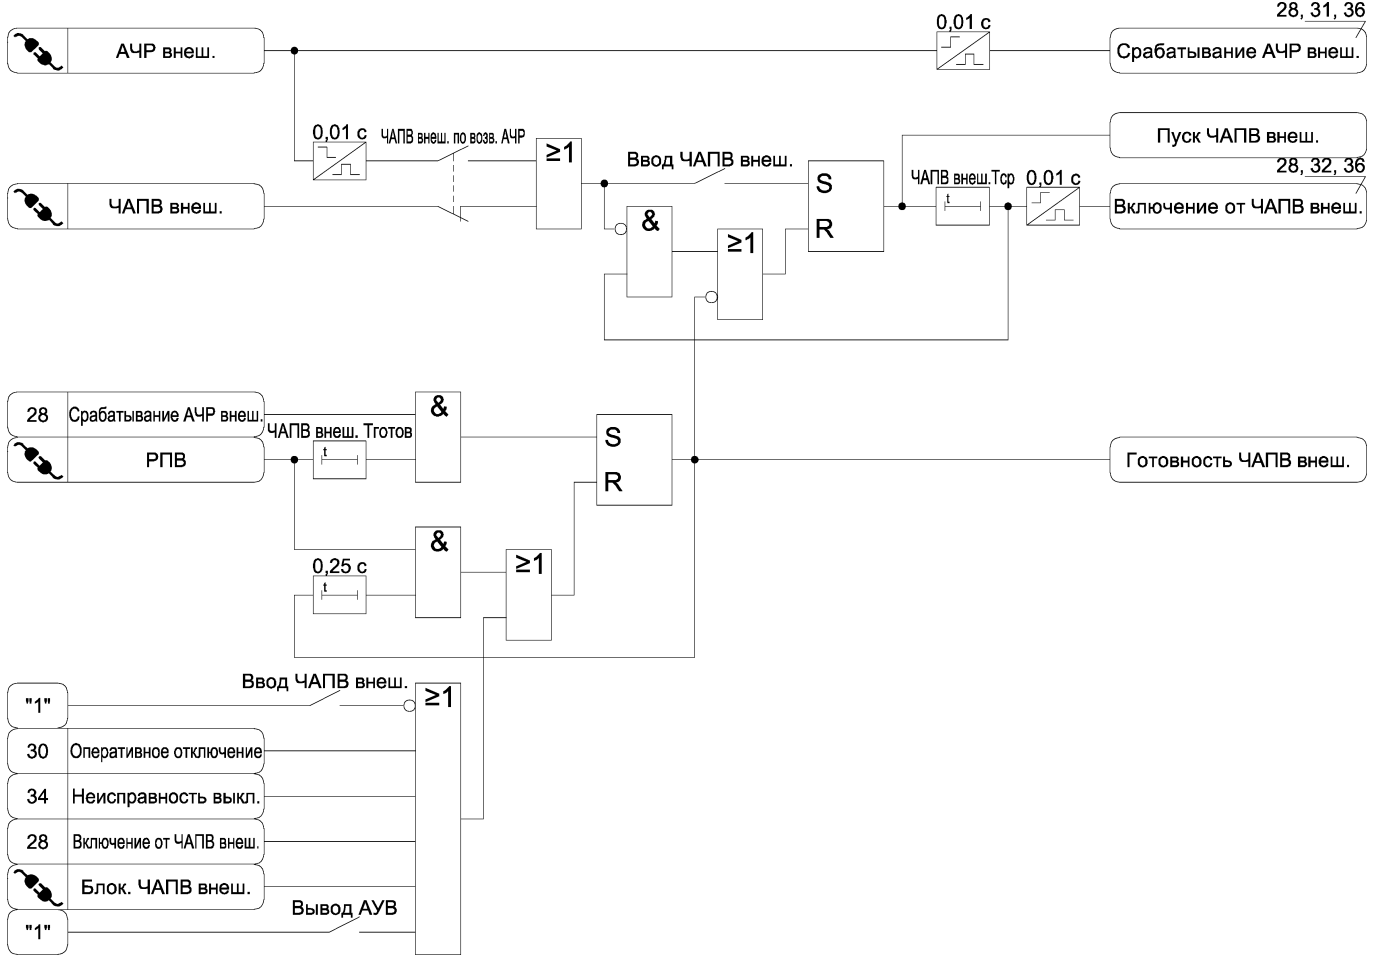 28, 31, 36
0,01 с
АЧР внеш.
Срабатывание АЧР внеш.
0,01 с
ЧАПВ внеш. по возв. АЧР
≥1
Ввод ЧАПВ внеш.
Пуск ЧАПВ внеш.
28, 32, 36
ЧАПВ внеш.Тср
0,01 с
S
t
ЧАПВ внеш.
Включение от ЧАПВ внеш.
&
R
≥1
28
Срабатывание АЧР внеш.
&
ЧАПВ внеш. Тготов
S
t
РПВ
Готовность ЧАПВ внеш.
R
&
0,25 с
≥1
t
Ввод ЧАПВ внеш.
≥1
"1"
30
Оперативное отключение
34
Неисправность выкл.
28
Включение от ЧАПВ внеш.
Блок. ЧАПВ внеш.
Вывод АУВ
"1"